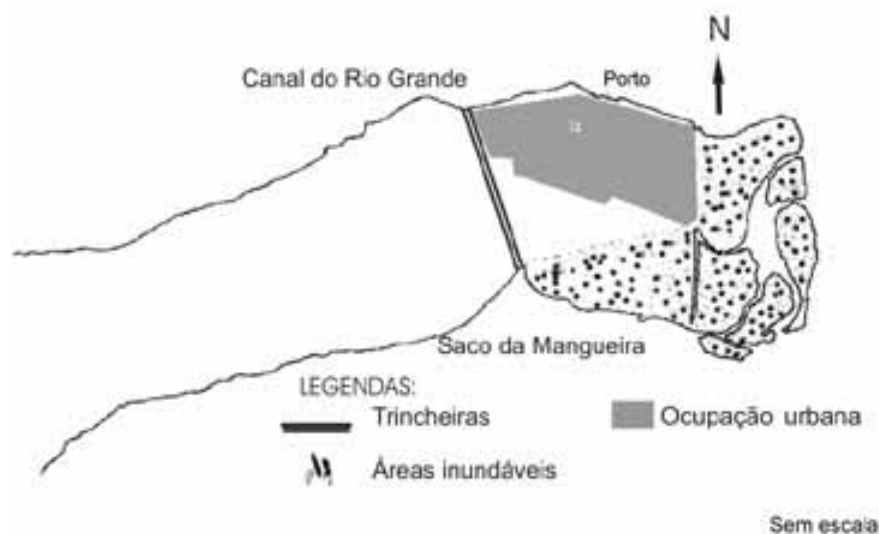 N
Canal do Rio Grande
Porto
Saco da Mangueira
LEGENDAS:
Trincheiras
Ocupação urbana
Áreas inundáveis
Sem escala